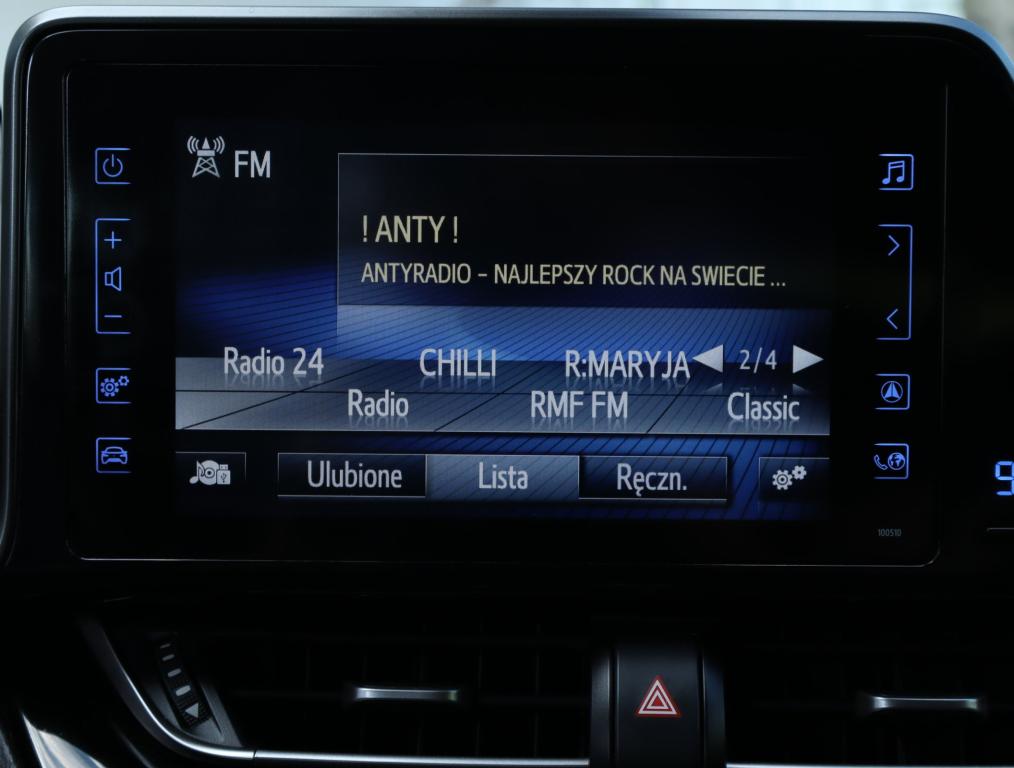 FM
! ANTY !
ANTYRADIO – NAJLEPSZY ROCK NA SWIECIE ...
Radio 24 CHILLI R:MARYJA 2/4
Radio RMF FM Classic
Ulubione Lista Ręczn.
9
100510